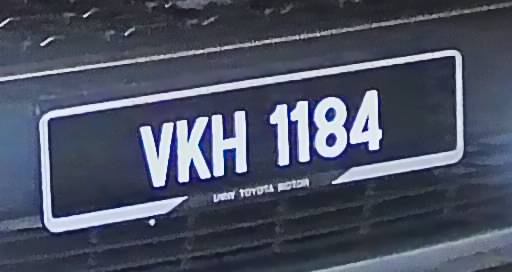 VKH 1184
UMW TOYOTA MOTOR